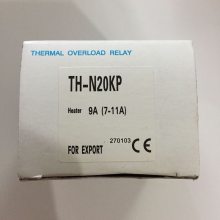 THERMAL OVERLOAD RELAY
TH-N20KP
Heater 9A (7-11A)
270103
FOR EXPORT CE